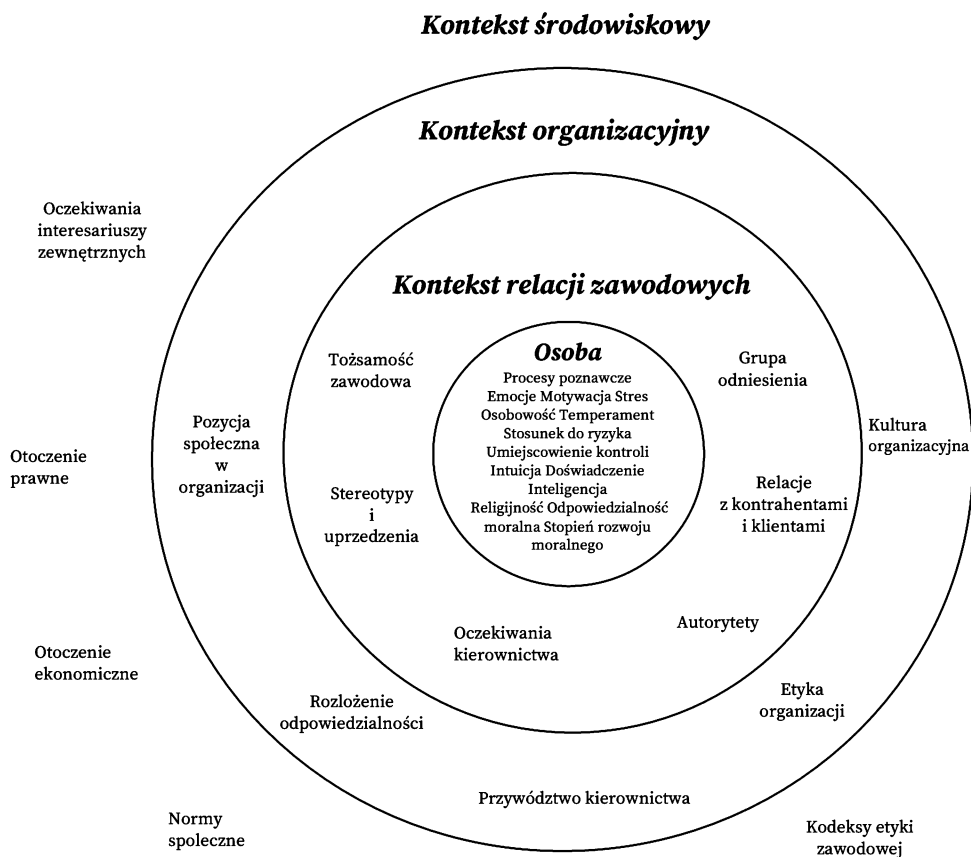 Kontekst środowiskowy
Kontekst organizacyjny
Oczekiwania
interesariuszy
zewnętrznych
Kontekst relacji zawodowych
Tożsamość
zawodowa
Osoba
Procesy poznawcze
Emocje Motywacja Stres
Osobowość Temperament
Stosunek do ryzyka
Umiejscowienie kontroli
Intuicja Doświadczenie
Inteligencja
Religijność Odpowiedzialność
moralna Stopień rozwoju
moralnego
Grupa
odniesienia
Pozycja
społeczna
w
organizacji
Kultura
organizacyjna
Otoczenie
prawne
Stereotypy
i
uprzedzenia
Relacje
z kontrahentami
i klientami
Oczekiwania
kierownictwa
Autorytety
Otoczenie
ekonomiczne
Rozlożenie
odpowiedzialności
Etyka
organizacji
Przywództwo kierownictwa
Normy
spoleczne
Kodeksy etyki
zawodowej